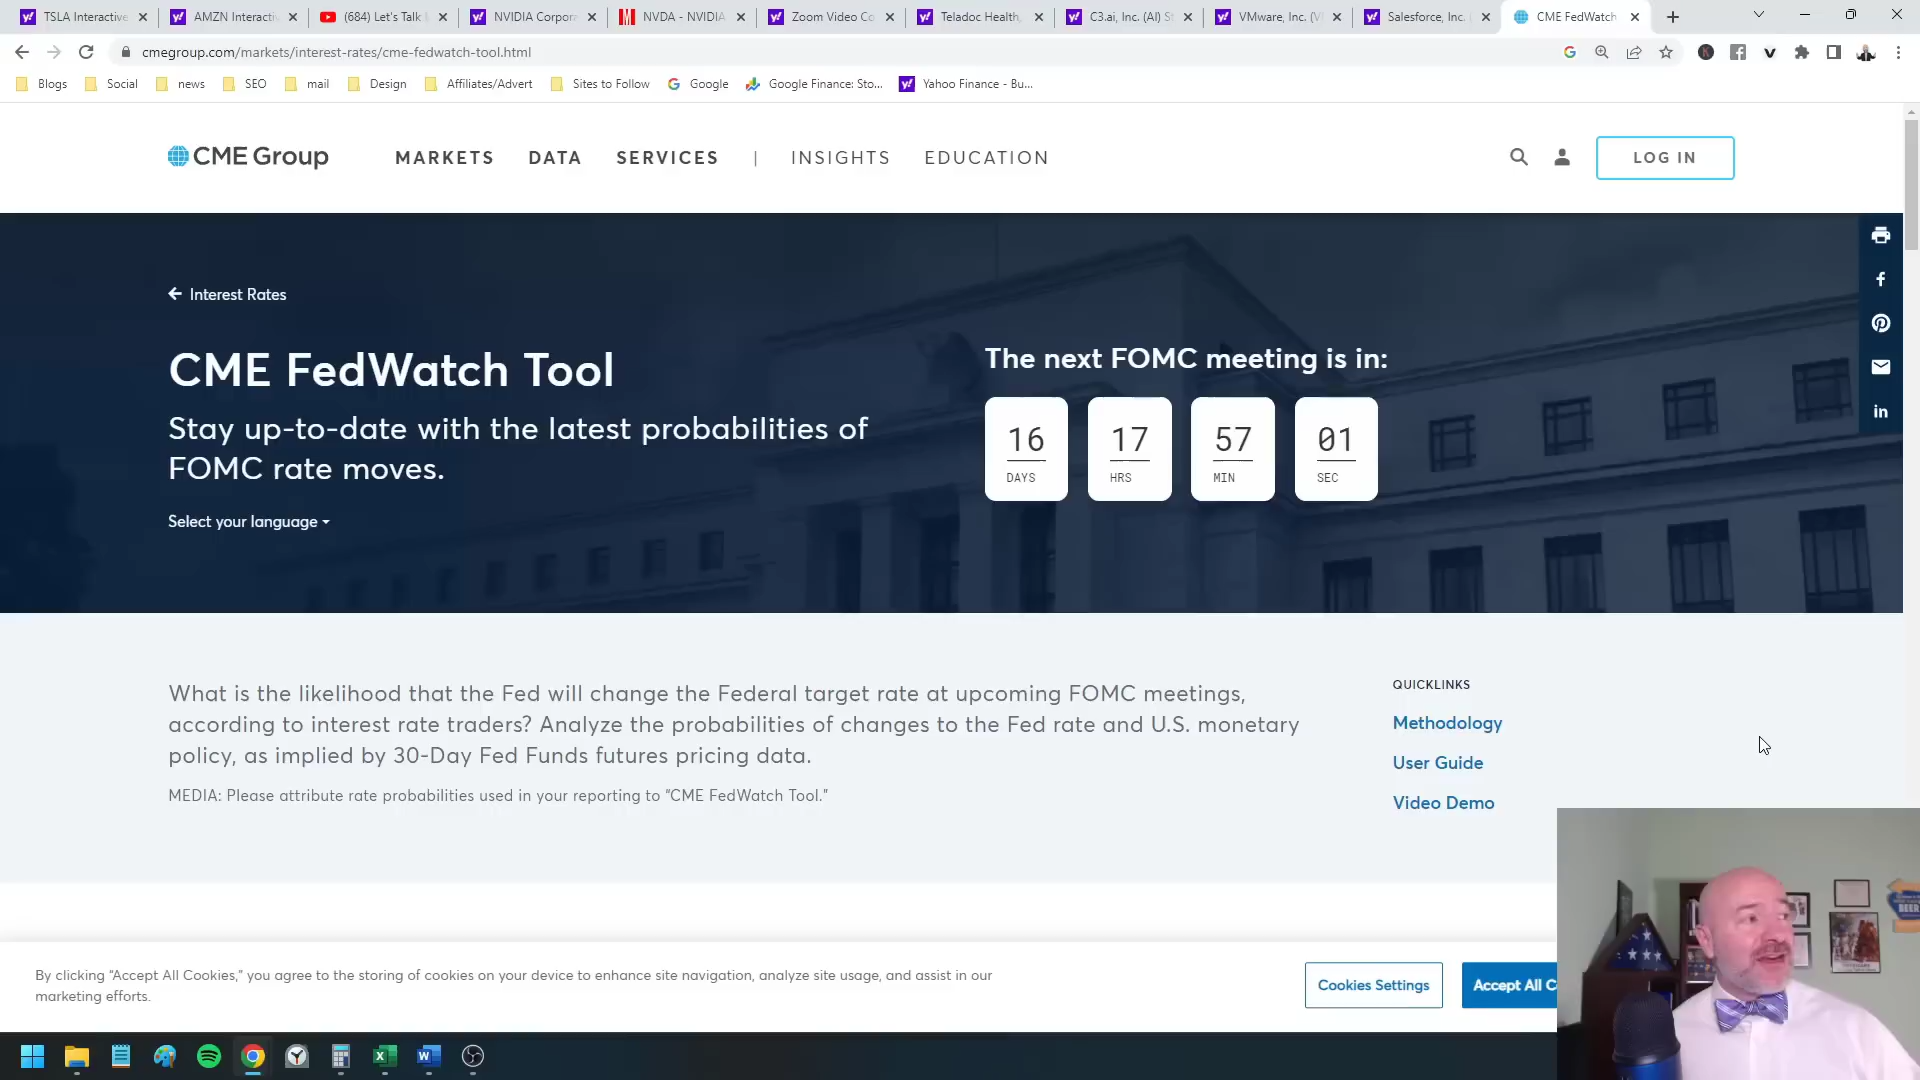 TSLA Interactive
AMZN Interacti
(684) Let's Talk
NVIDIA Corpora
NVDA - NVIDIA
Zoom Video Co
Teladoc Health,
C3.ai, Inc. (AI) S
VMware, Inc. (V
Salesforce, Inc.
CME FedWatch
cmegroup.com/markets/interest-rates/cme-fedwatch-tool.html
Blogs
Social
news
SEO
mail
Design
Affiliates/Advert
Sites to Follow
Google
Google Finance: Sto...
Yahoo Finance - Bu...
CME Group
MARKETS
DATA
SERVICES
|
INSIGHTS
EDUCATION
LOG IN
Interest Rates
CME FedWatch Tool
Stay up-to-date with the latest probabilities of
FOMC rate moves.
Select your language
The next FOMC meeting is in:
16 17 57 01
DAYS HRS MIN SEC
What is the likelihood that the Fed will change the Federal target rate at upcoming FOMC meetings,
according to interest rate traders? Analyze the probabilities of changes to the Fed rate and U.S. monetary
policy, as implied by 30-Day Fed Funds futures pricing data.
MEDIA: Please attribute rate probabilities used in your reporting to "CME FedWatch Tool."
QUICKLINKS
Methodology
User Guide
Video Demo
By clicking "Accept All Cookies," you agree to the storing of cookies on your device to enhance site navigation, analyze site usage, and assist in our
marketing efforts.
Cookies Settings
Accept All C
BEER